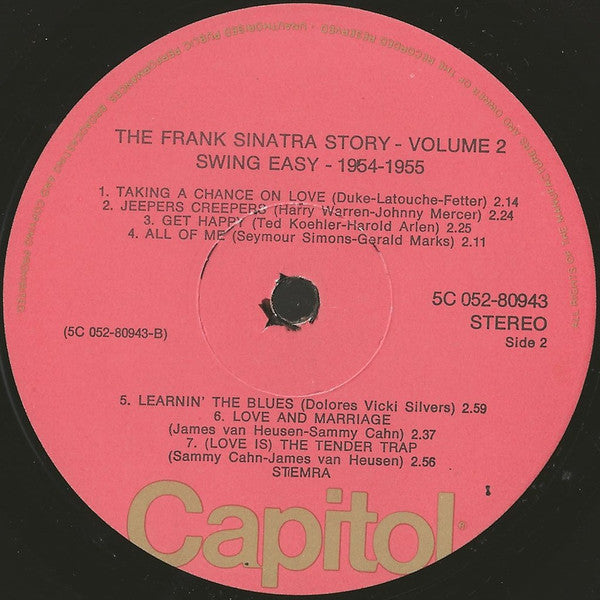 THE FRANK SINATRA STORY - VOLUME 2
SWING EASY - 1954-1955
1. TAKING A CHANCE ON LOVE (Duke-Latouche-Fetter) 2.14
2. JEEPERS CREEPERS (Harry Warren-Johnny Mercer) 2.24
3. GET HAPPY (Ted Koehler-Harold Arlen) 2.25
4. ALL OF ME (Seymour Simons-Gerald Marks) 2.11
5C 052-80943
STEREO
Side 2
(5C 052-80943-B)
5. LEARNIN' THE BLUES (Dolores Vicki Silvers) 2.59
6. LOVE AND MARRIAGE
(James van Heusen-Sammy Cahn) 2.37
7. (LOVE IS) THE TENDER TRAP
(Sammy Cahn-James van Heusen) 2.56
STEMRA
Capitol®